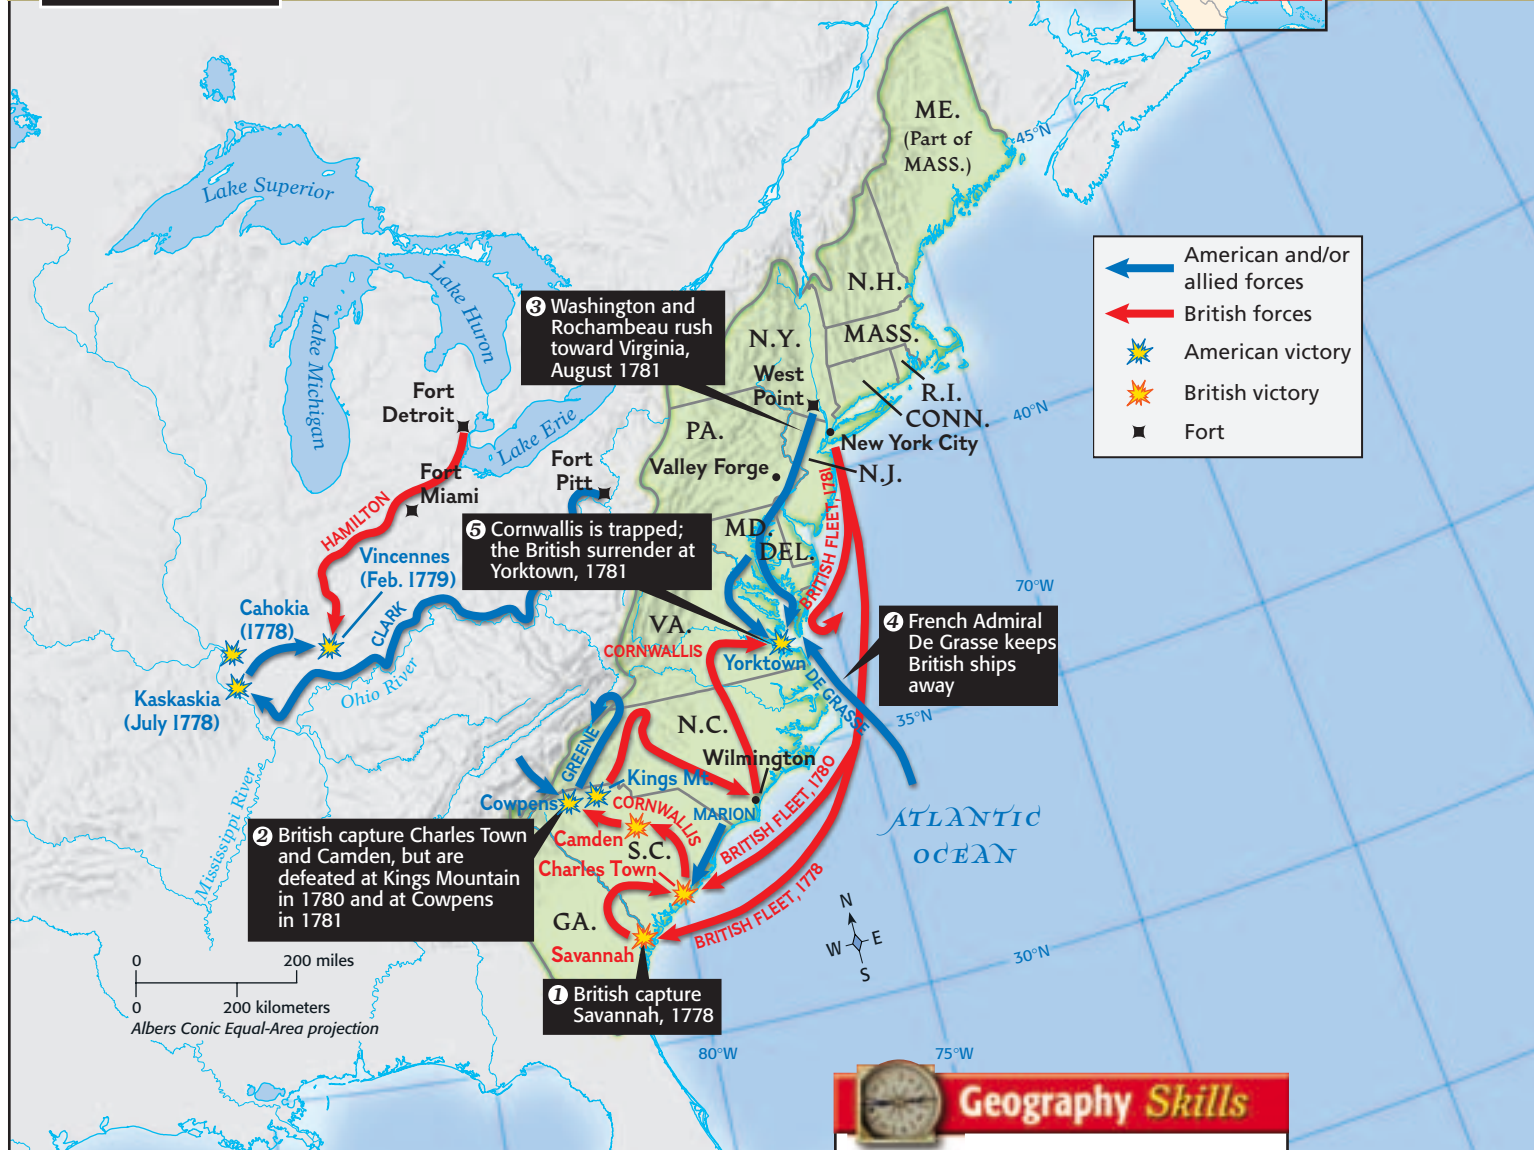 ME.
(Part of
MASS.)
45°N
Lake Superior
Lake Huron
Lake Michigan
Lake Erie
N.H.
N.Y.
MASS.
West
Point
R.I.
CONN.
40°N
New York City
N.J.
PA.
Valley Forge
American and/or
allied forces
British forces
American victory
British victory
Fort
3 Washington and
Rochambeau rush
toward Virginia,
August 1781
Fort
Detroit
Fort
Miami
Fort
Pitt
HAMILTON
5 Cornwallis is trapped;
the British surrender at
Yorktown, 1781
MD.
DEL.
BRITISH FLEET, 1781
Vincennes
(Feb. 1779)
Cahokia
(1778)
CLARK
Kaskaskia
(July 1778)
Ohio River
70°W
4 French Admiral
De Grasse keeps
British ships
away
VA.
CORNWALLIS
Yorktown
DE GRASSE
35°N
N.C.
Wilmington
GREENE
Kings Mt.
Cowpens
CORNWALLIS
MARION
BRITISH FLEET, 1780
ATLANTIC
OCEAN
Mississippi River
2 British capture Charles Town
and Camden, but are
defeated at Kings Mountain
in 1780 and at Cowpens
in 1781
Camden
S.C.
Charles Town
BRITISH FLEET, 1778
GA.
Savannah
N
W
E
S
30°N
0
200 miles
0
200 kilometers
Albers Conic Equal-Area projection
1 British capture
Savannah, 1778
80°W
75°W
Geography Skills